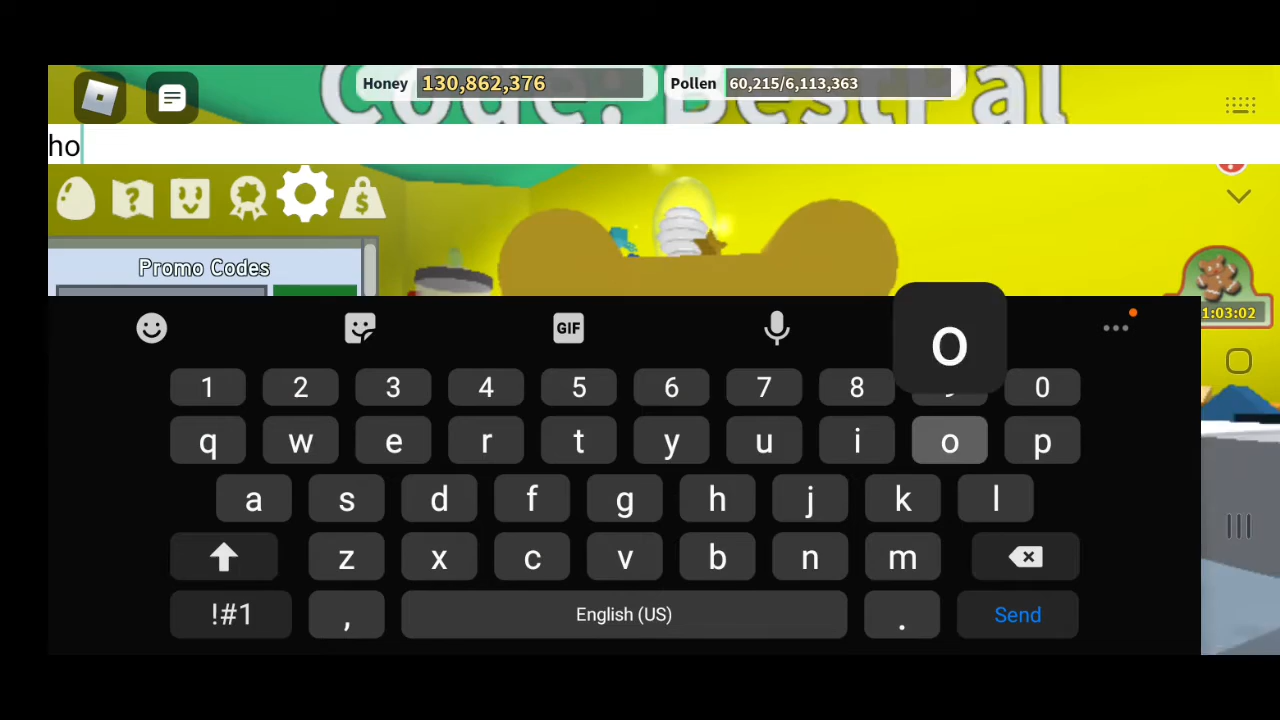 Honey 130,862,376 Pollen 60,215/6,113,363
Code:
ho
Promo Codes
1:03:02
GIF
o
1 2 3 4 5 6 7 8 0
q w e r t y u i o p
a s d f g h j k l
z x c v b n m
!#1 , English (US) . Send